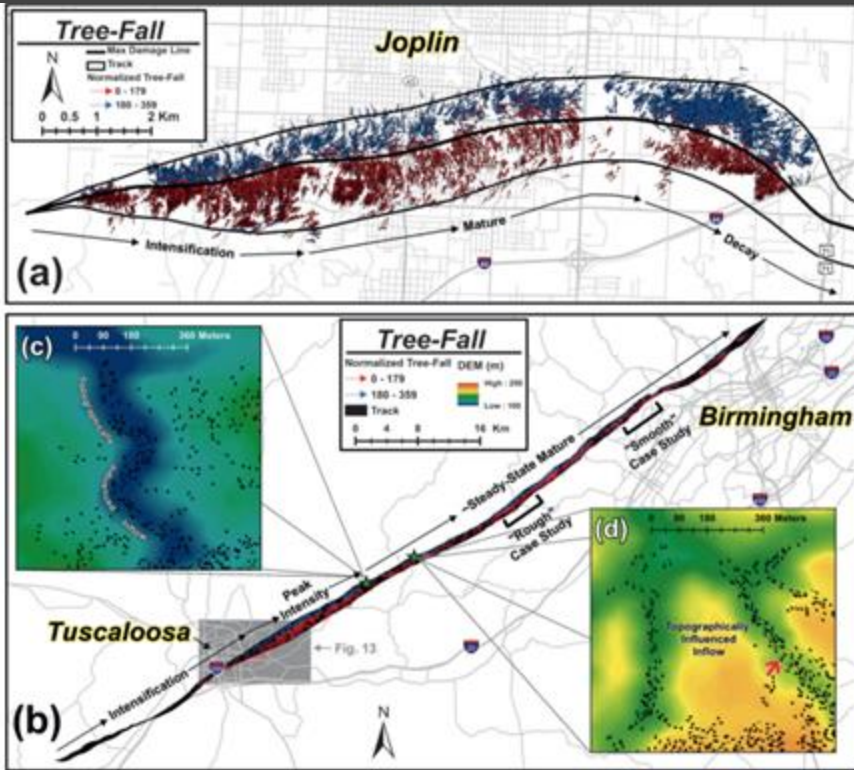 Tree-Fall
Max Damage Line
Track
Normalized Tree-Fall
0 - 179
180 - 359
N
0 0.5 1 2 Km
Joplin
Intensification
Mature
Decay
(a)
(c)
0 90 180 360 Meters
Tree-Fall
Normalized Tree-Fall
0 - 179
180 - 359
Track
DEM (m)
High : 250
Low : 100
0 4 8 16 Km
Birmingham
~Steady-State Mature
"Smooth"
Case Study
"Rough"
Case Study
Peak
Intensity
Tuscaloosa
Fig. 13
Intensification
N
(b)
(d)
0 90 180 360 Meters
Topographically
Influenced
Inflow